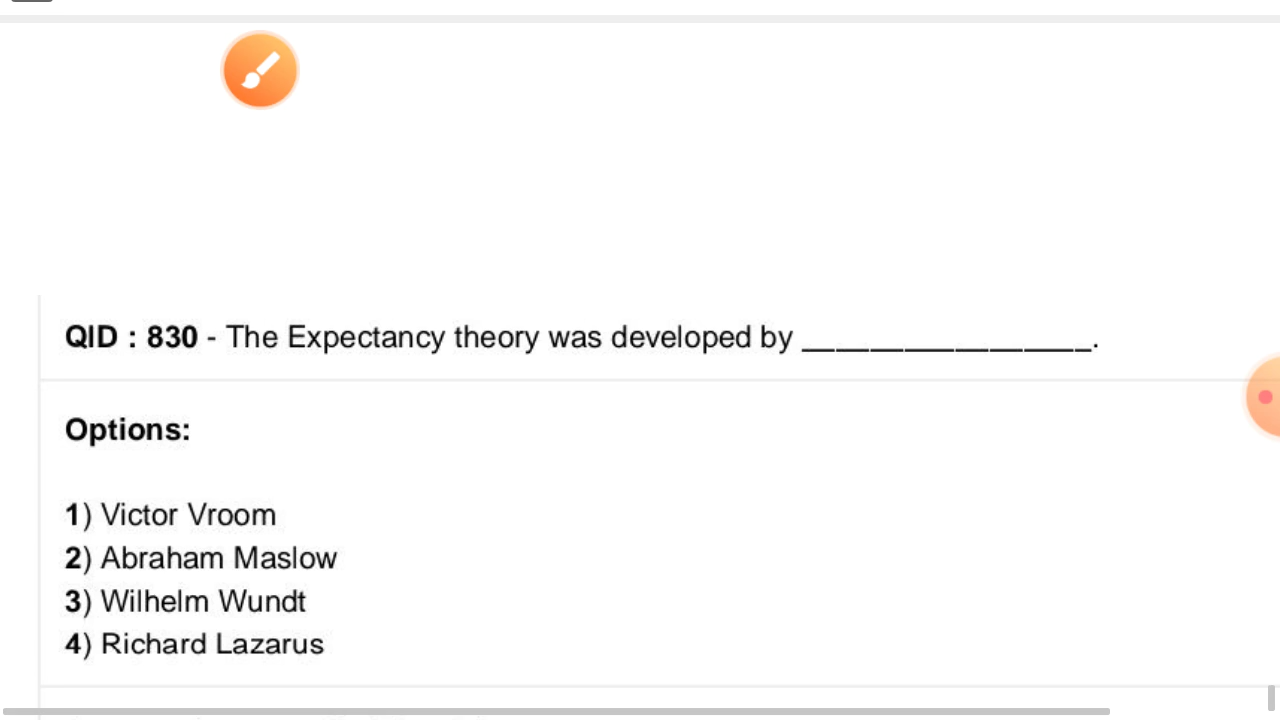 QID : 830 - The Expectancy theory was developed by _________________.
Options:
1) Victor Vroom
2) Abraham Maslow
3) Wilhelm Wundt
4) Richard Lazarus